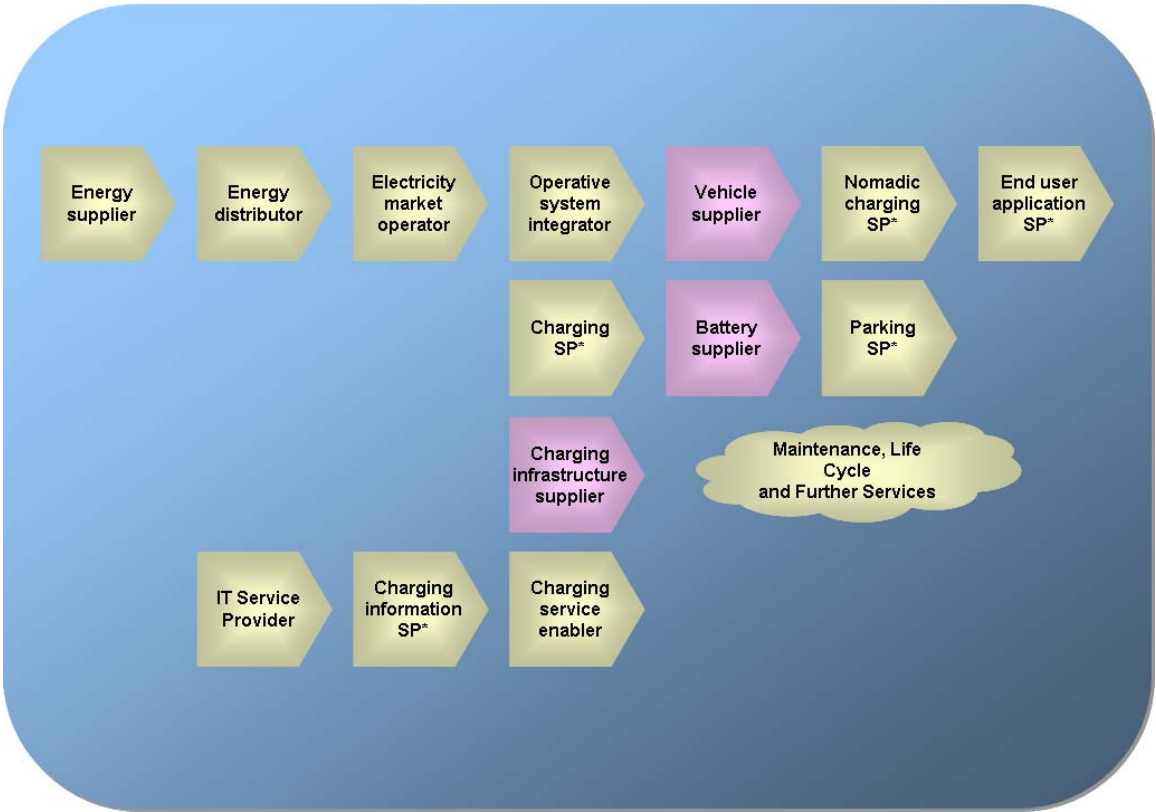 Energy
supplier
Energy
distributor
Electricity
market
operator
Operative
system
integrator
Vehicle
supplier
Nomadic
charging
SP*
End user
application
SP*
Charging
SP*
Battery
supplier
Parking
SP*
Charging
infrastructure
supplier
Maintenance, Life
Cycle
and Further Services
IT Service
Provider
Charging
information
SP*
Charging
service
enabler